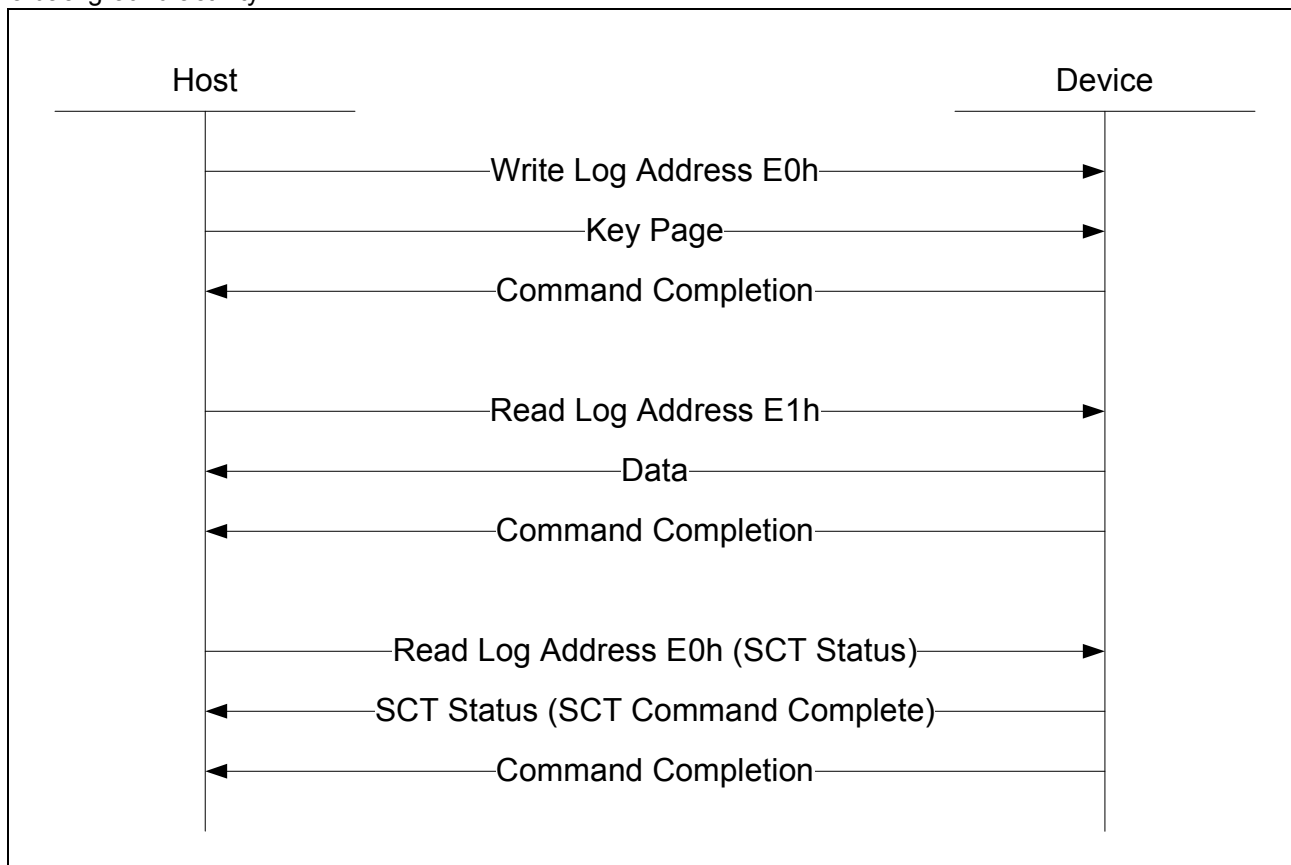 Host Device
Write Log Address E0h
Key Page
Command Completion
Read Log Address E1h
Data
Command Completion
Read Log Address E0h (SCT Status)
SCT Status (SCT Command Complete)
Command Completion